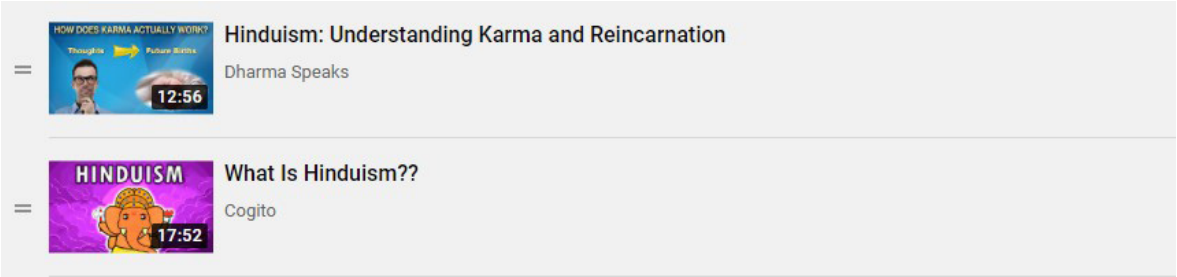 HOW DOES KARMA ACTUALLY WORK?
Thoughts
Future Births
12:56
Hinduism: Understanding Karma and Reincarnation
Dharma Speaks
HINDUISM
17:52
What Is Hinduism??
Cogito